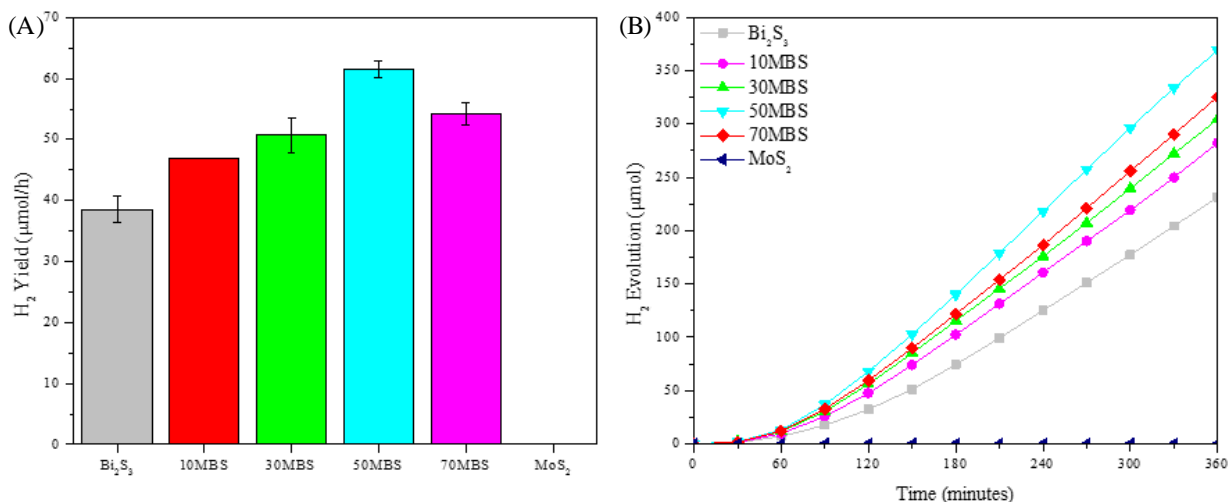 (A)
H₂ Yield (μmol/h)
70
60
50
40
30
20
10
0
Bi₂S₃ 10MBS 30MBS 50MBS 70MBS MoS₂
(B)
H₂ Evolution (μmol)
400
350
300
250
200
150
100
50
0
Bi₂S₃
10MBS
30MBS
50MBS
70MBS
MoS₂
0 60 120 180 240 300 360
Time (minutes)